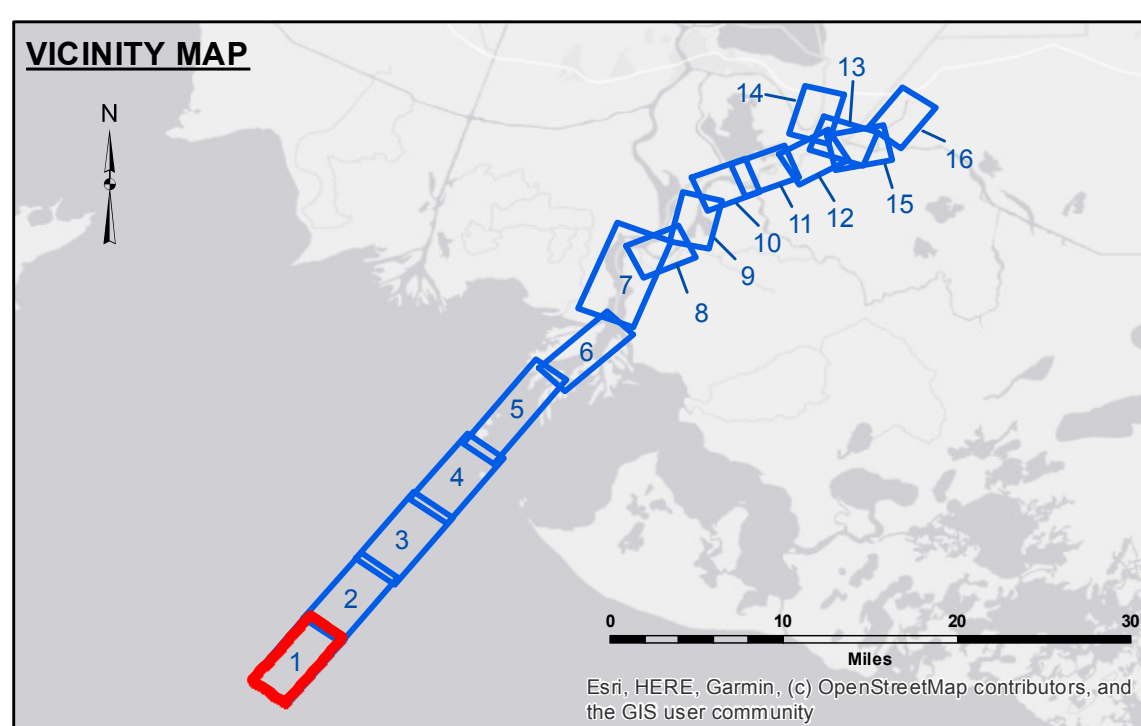 VICINITY MAP
N
13
14
16
15
12
11
10
9
8
7
6
5
4
3
2
1
0 10 20 30
Miles
Esri, HERE, Garmin, (c) OpenStreetMap contributors, and
the GIS user community